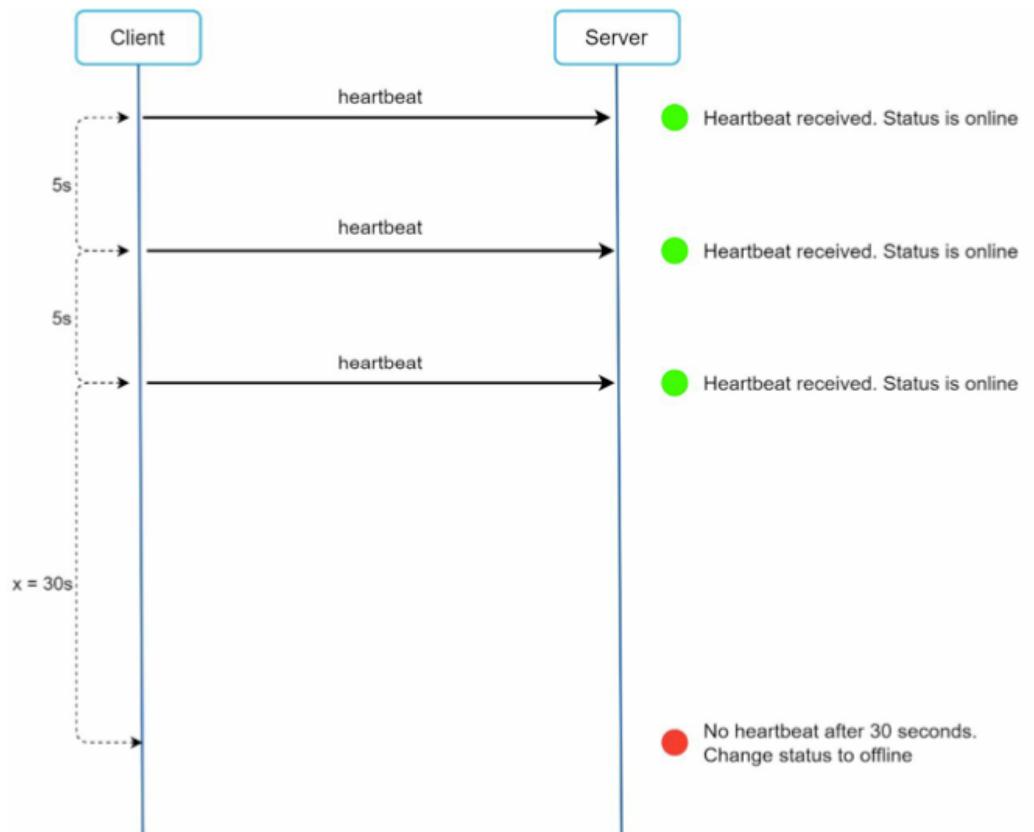 Client
Server
heartbeat
Heartbeat received. Status is online
5s
heartbeat
Heartbeat received. Status is online
5s
heartbeat
Heartbeat received. Status is online
x = 30s
No heartbeat after 30 seconds.
Change status to offline